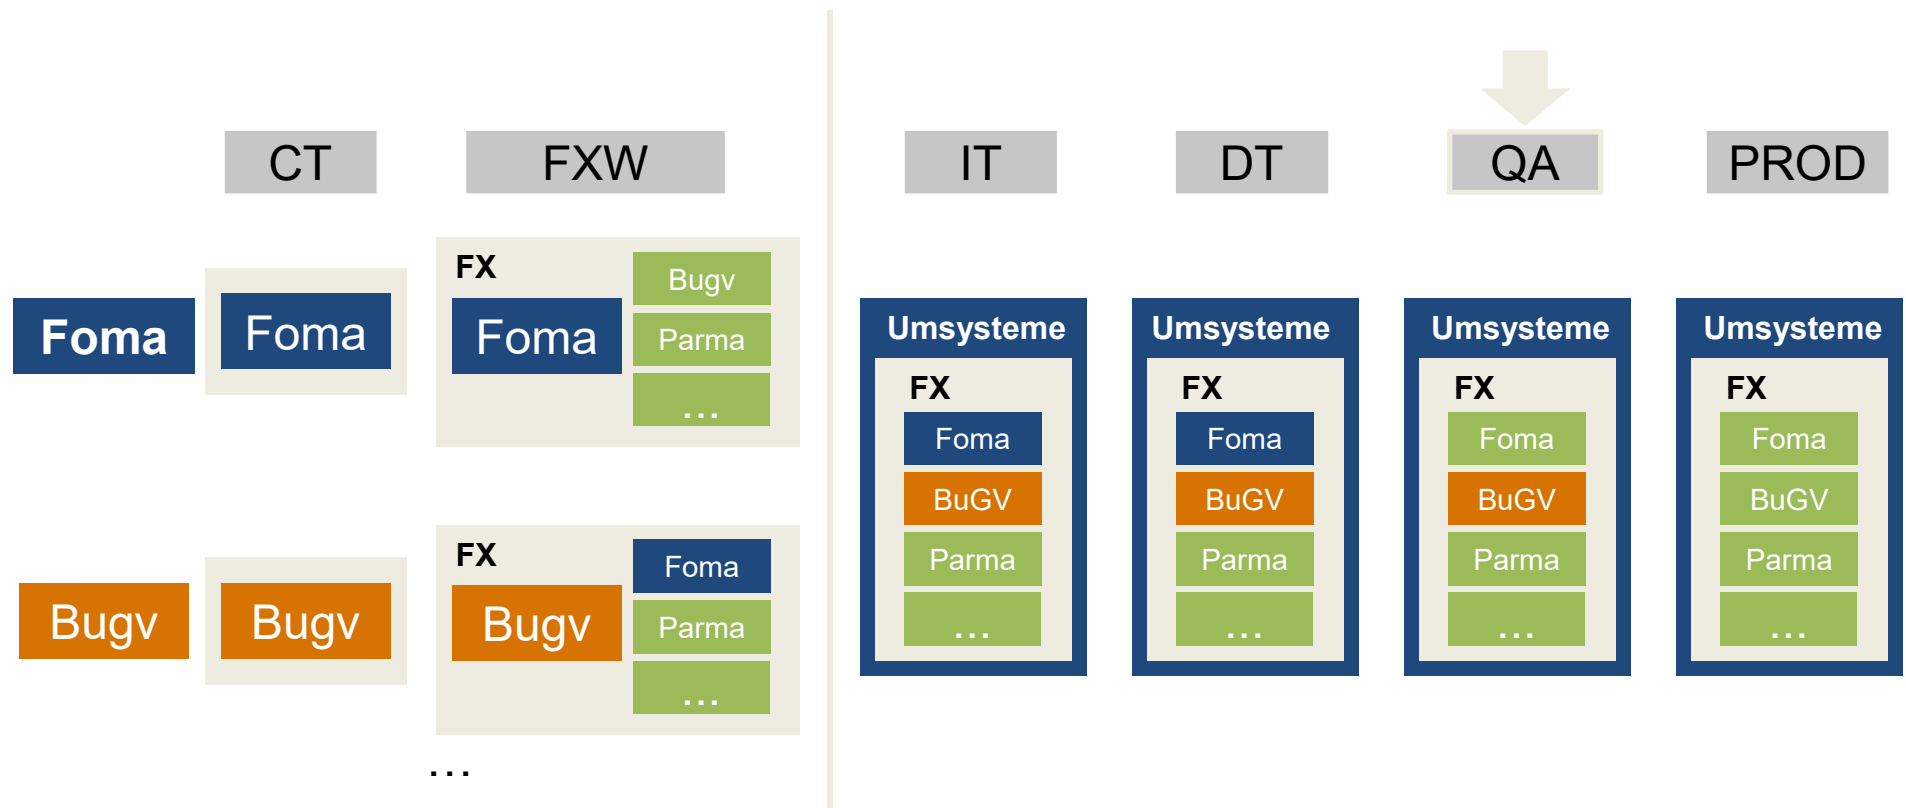 CT
FXW
IT
DT
QA
PROD
Foma
Foma
FX
Foma
Bugv
Parma
...
Bugv
Bugv
FX
Bugv
Foma
Parma
...
...
Umsysteme
FX
Foma
BuGV
Parma
...
Umsysteme
FX
Foma
BuGV
Parma
...
Umsysteme
FX
Foma
BuGV
Parma
...
Umsysteme
FX
Foma
BuGV
Parma
...